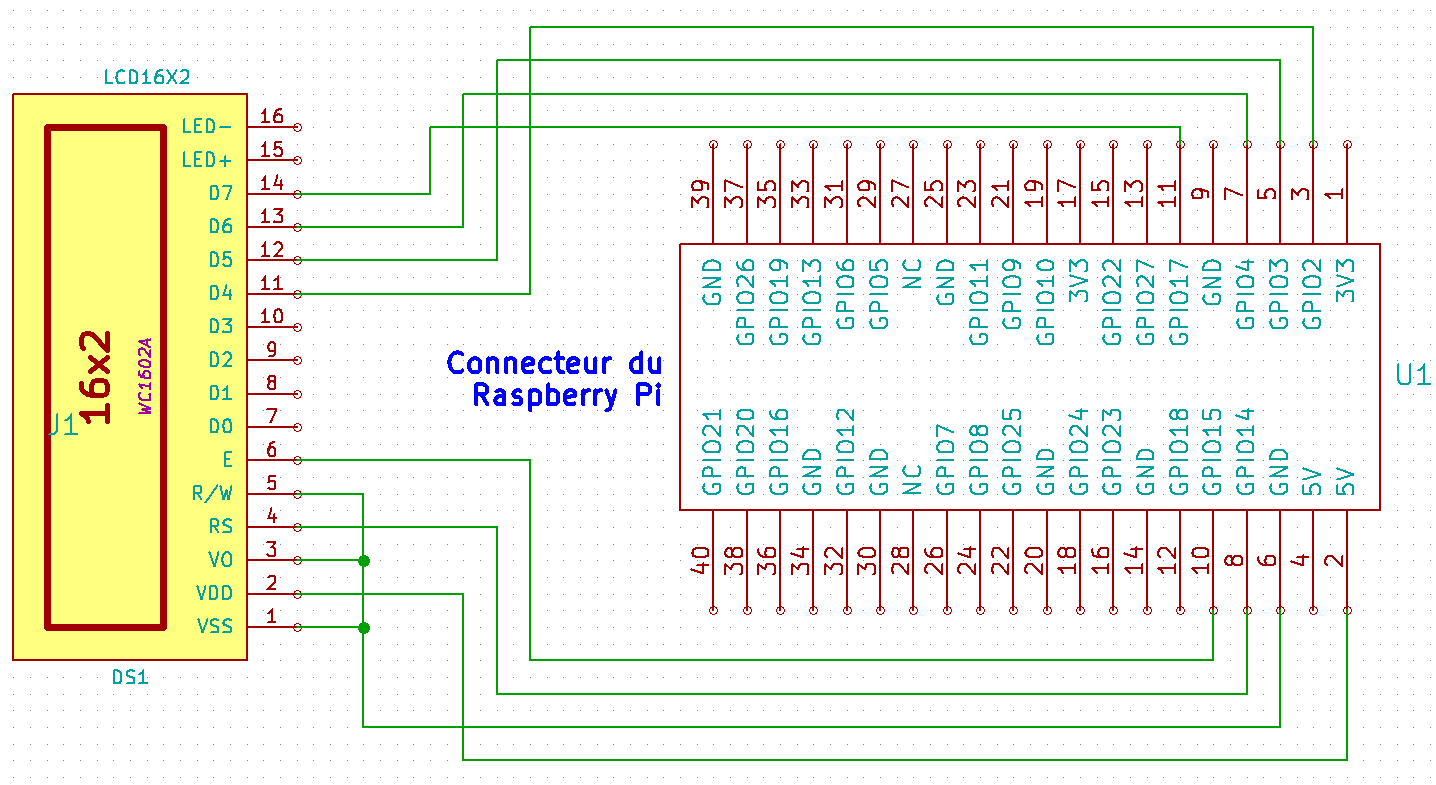 LCD16X2
LED- 16
LED+ 15
D7 14
D6 13
D5 12
D4 11
D3 10
D2 9
D1 8
D0 7
E 6
R/W 5
RS 4
VO 3
VDD 2
VSS 1
16x2
WC1602A
J1
DS1
Connecteur du
Raspberry Pi
39 37 35 33 31 29 27 25 23 21 19 17 15 13 11 9 7 5 3 1
GND GPIO26 GPIO19 GPIO13 GPIO6 GPIO5 NC GND GPIO11 GPIO9 GPIO10 3V3 GPIO22 GPIO27 GPIO17 GND GPIO4 GPIO3 GPIO2 3V3
U1
GPIO21 GPIO20 GPIO16 GND GPIO12 GND NC GPIO7 GPIO8 GPIO25 GND GPIO24 GPIO23 GND GPIO18 GPIO15 GPIO14 GND 5V 5V
40 38 36 34 32 30 28 26 24 22 20 18 16 14 12 10 8 6 4 2